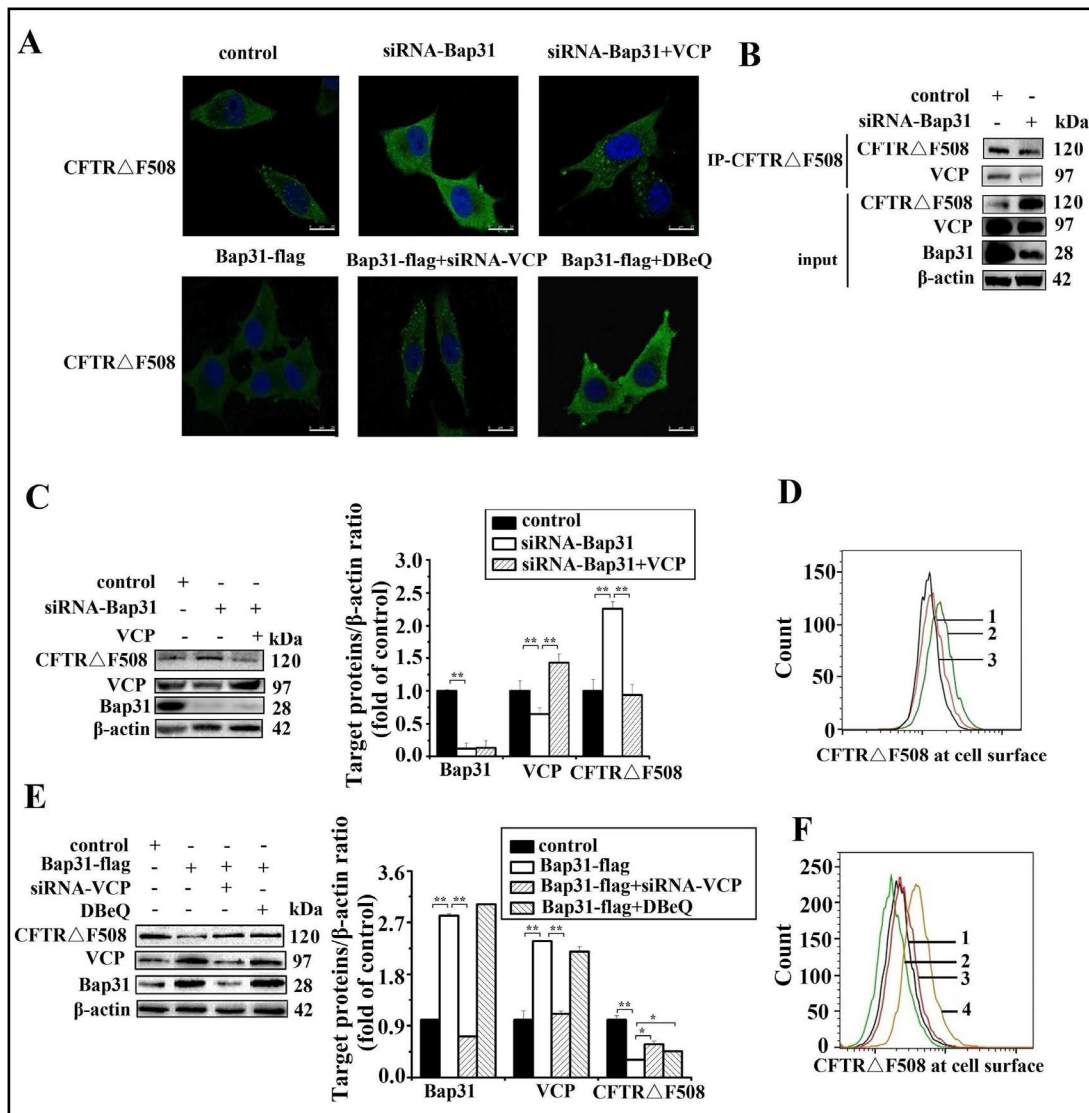 A
control
siRNA-Bap31
siRNA-Bap31+VCP
CFTR△F508
Bap31-flag
Bap31-flag+siRNA-VCP
Bap31-flag+DBeQ
CFTR△F508
B
control + -
siRNA-Bap31 - + kDa
IP-CFTR△F508
CFTR△F508 120
VCP 97
input
CFTR△F508 120
VCP 97
Bap31 28
β-actin 42
C
control + - -
siRNA-Bap31 - + +
VCP - - + kDa
CFTR△F508 120
VCP 97
Bap31 28
β-actin 42
control
siRNA-Bap31
siRNA-Bap31+VCP
Target proteins/β-actin ratio
(fold of control)
3.0
2.5
2.0
1.5
1.0
0.5
0.0
**
** **
** **
Bap31 VCP CFTR△F508
D
Count
150
100
50
0
1
2
3
CFTR△F508 at cell surface
E
control + - - -
Bap31-flag - + + +
siRNA-VCP - - + -
DBeQ - - - + kDa
CFTR△F508 120
VCP 97
Bap31 28
β-actin 42
control
Bap31-flag
Bap31-flag+siRNA-VCP
Bap31-flag+DBeQ
Target proteins/β-actin ratio
(fold of control)
3.6
2.7
1.8
0.9
0.0
** **
** **
** * *
Bap31 VCP CFTR△F508
F
Count
250
200
150
100
50
0
1
2
3
4
CFTR△F508 at cell surface